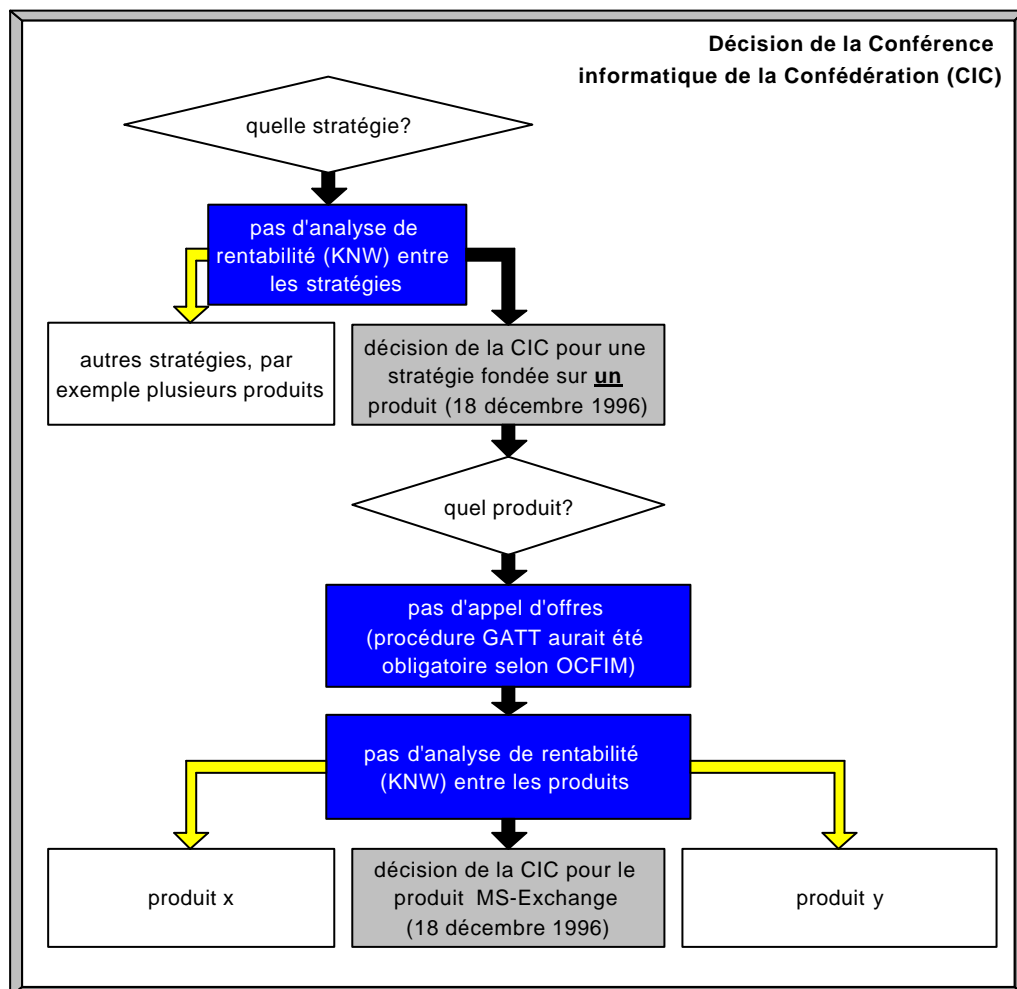 Décision de la Conférence
informatique de la Confédération (CIC)
quelle stratégie?
pas d'analyse de
rentabilité (KNW) entre
les stratégies
autres stratégies, par
exemple plusieurs produits
décision de la CIC pour une
stratégie fondée sur un
produit (18 décembre 1996)
quel produit?
pas d'appel d'offres
(procédure GATT aurait été
obligatoire selon OCFIM)
pas d'analyse de rentabilité
(KNW) entre les produits
produit x
décision de la CIC pour le
produit MS-Exchange
(18 décembre 1996)
produit y